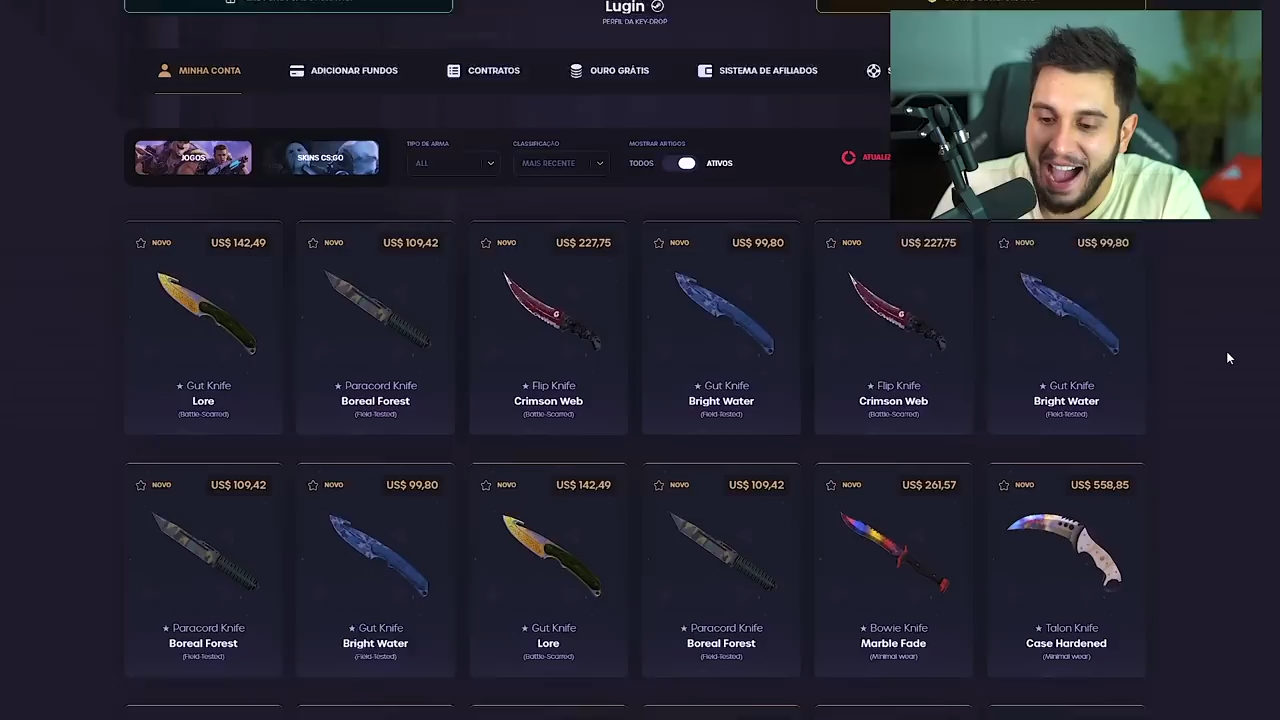 Lugin
PERFIL DA KEY-DROP
MINHA CONTA
ADICIONAR FUNDOS
CONTRATOS
OURO GRÁTIS
SISTEMA DE AFILIADOS
JOGOS
SKINS CS:GO
TIPO DE ARMA
ALL
CLASSIFICAÇÃO
MAIS RECENTE
MOSTRAR ARTIGOS
TODOS
ATIVOS
ATUALIZ
NOVO US$ 142,49
★ Gut Knife
Lore
(Battle-Scarred)
NOVO US$ 109,42
★ Paracord Knife
Boreal Forest
(Field-Tested)
NOVO US$ 227,75
★ Flip Knife
Crimson Web
(Battle-Scarred)
NOVO US$ 99,80
★ Gut Knife
Bright Water
(Field-Tested)
NOVO US$ 227,75
★ Flip Knife
Crimson Web
(Battle-Scarred)
NOVO US$ 99,80
★ Gut Knife
Bright Water
(Field-Tested)
NOVO US$ 109,42
★ Paracord Knife
Boreal Forest
(Field-Tested)
NOVO US$ 99,80
★ Gut Knife
Bright Water
(Field-Tested)
NOVO US$ 142,49
★ Gut Knife
Lore
(Battle-Scarred)
NOVO US$ 109,42
★ Paracord Knife
Boreal Forest
(Field-Tested)
NOVO US$ 261,57
★ Bowie Knife
Marble Fade
(Minimal wear)
NOVO US$ 558,85
★ Talon Knife
Case Hardened
(Minimal wear)